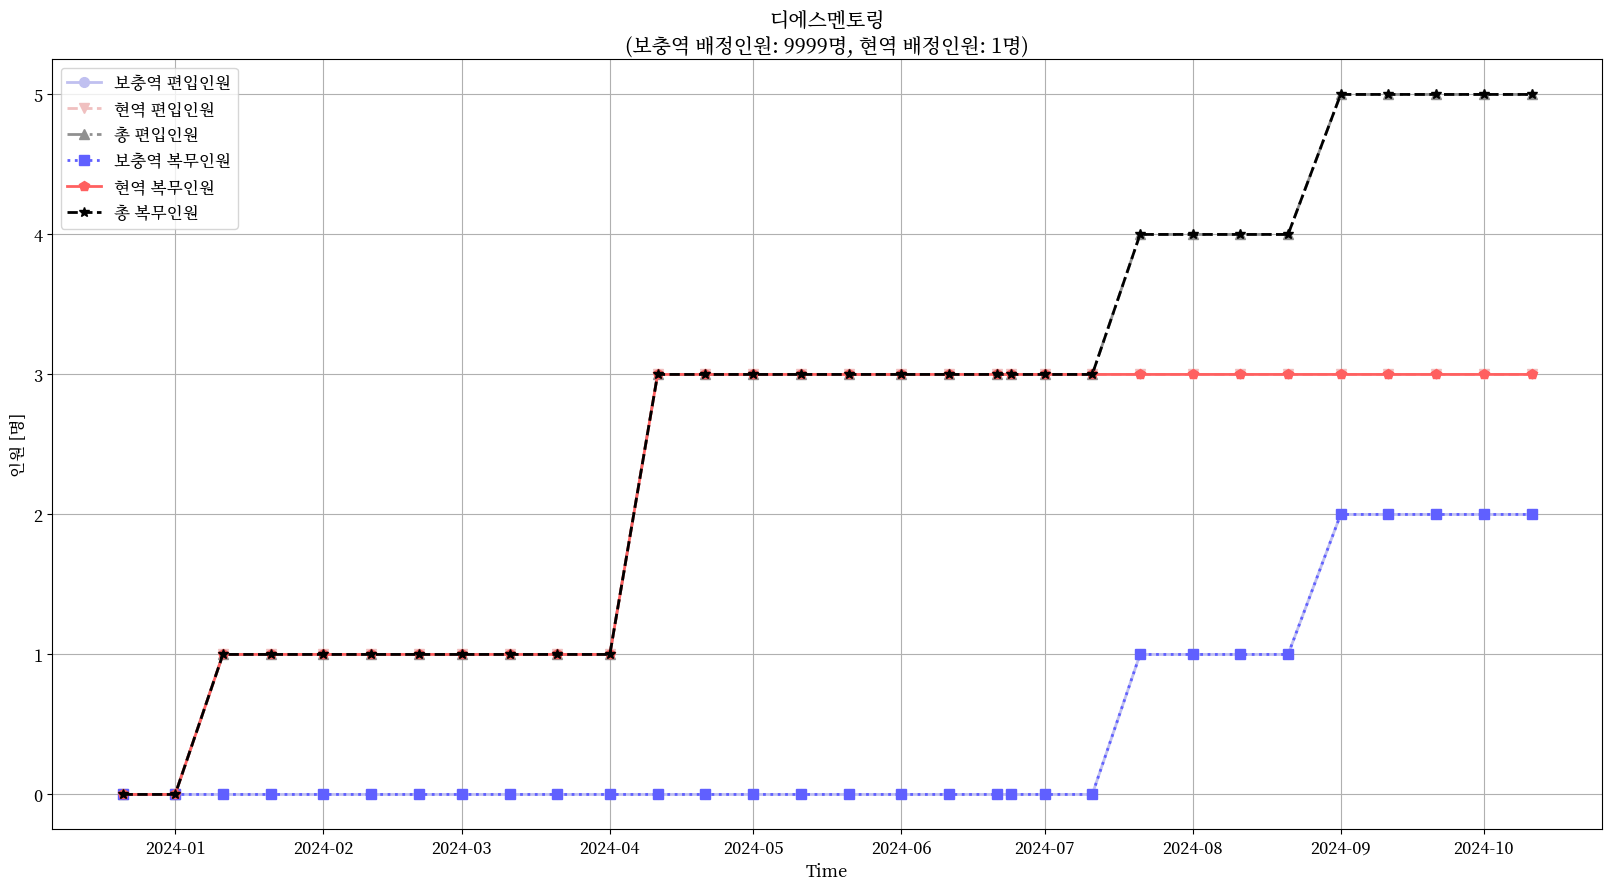 디에스멘토링
(보충역 배정인원: 9999명, 현역 배정인원: 1명)
보충역 편입인원
현역 편입인원
총 편입인원
보충역 복무인원
현역 복무인원
총 복무인원
인원 [명]
5
4
3
2
1
0
2024-01
2024-02
2024-03
2024-04
2024-05
2024-06
2024-07
2024-08
2024-09
2024-10
Time